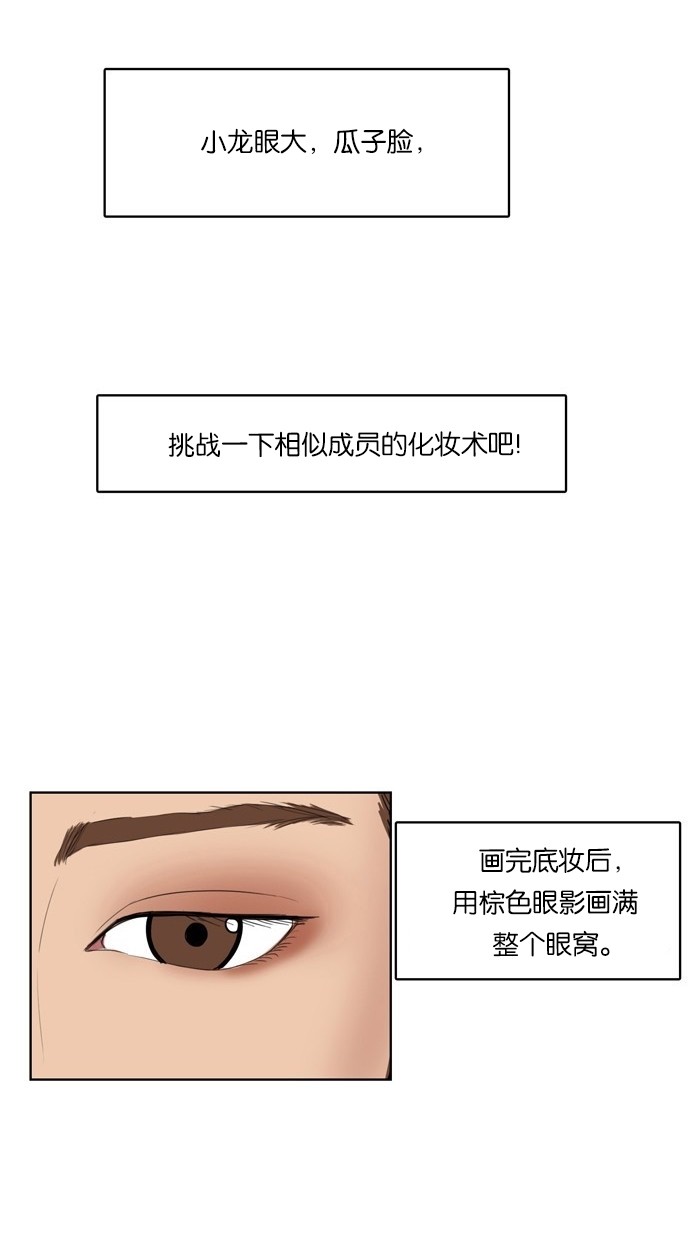 小龙眼大，瓜子脸，
挑战一下相似成员的化妆术吧!
画完底妆后，
用棕色眼影画满
整个眼窝。